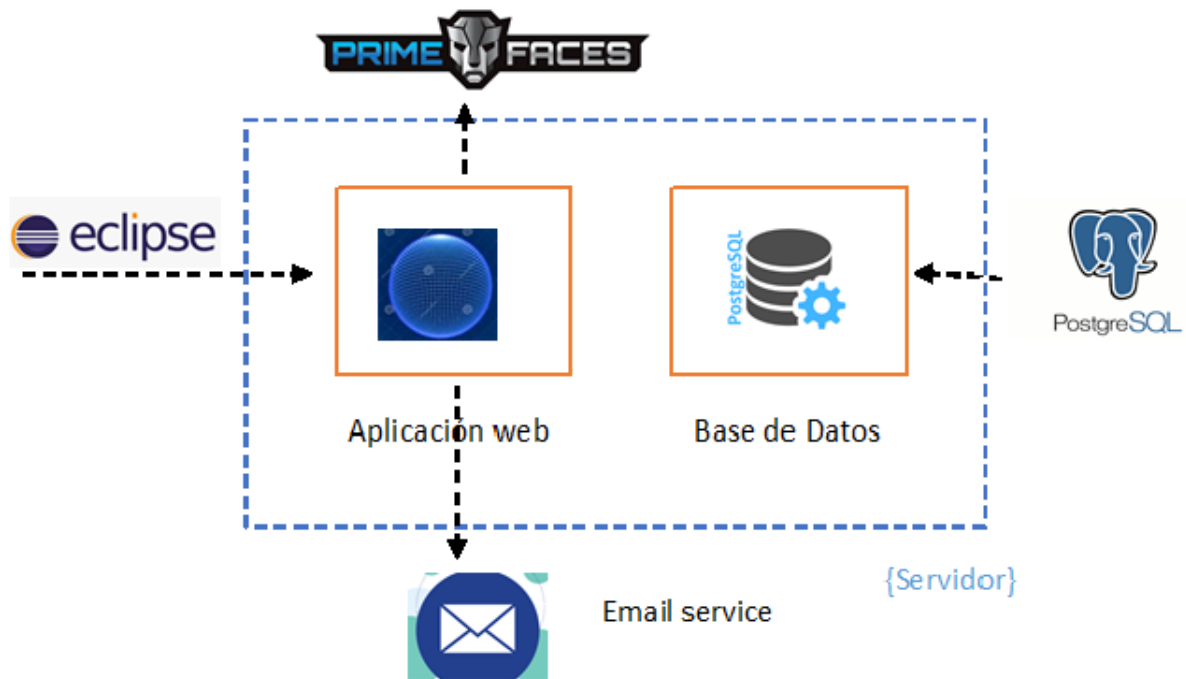 PRIME FACES
eclipse
PostgreSQL
PostgreSQL
Aplicación web
Base de Datos
{Servidor}
Email service